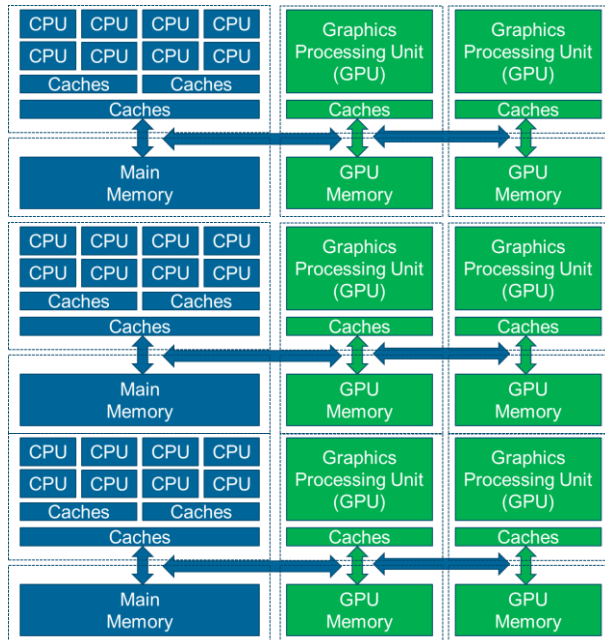 CPU CPU CPU CPU
CPU CPU CPU CPU
Caches Caches
Caches
Main
Memory
Graphics
Processing Unit
(GPU)
Caches
GPU
Memory
Graphics
Processing Unit
(GPU)
Caches
GPU
Memory
CPU CPU CPU CPU
CPU CPU CPU CPU
Caches Caches
Caches
Main
Memory
Graphics
Processing Unit
(GPU)
Caches
GPU
Memory
Graphics
Processing Unit
(GPU)
Caches
GPU
Memory
CPU CPU CPU CPU
CPU CPU CPU CPU
Caches Caches
Caches
Main
Memory
Graphics
Processing Unit
(GPU)
Caches
GPU
Memory
Graphics
Processing Unit
(GPU)
Caches
GPU
Memory